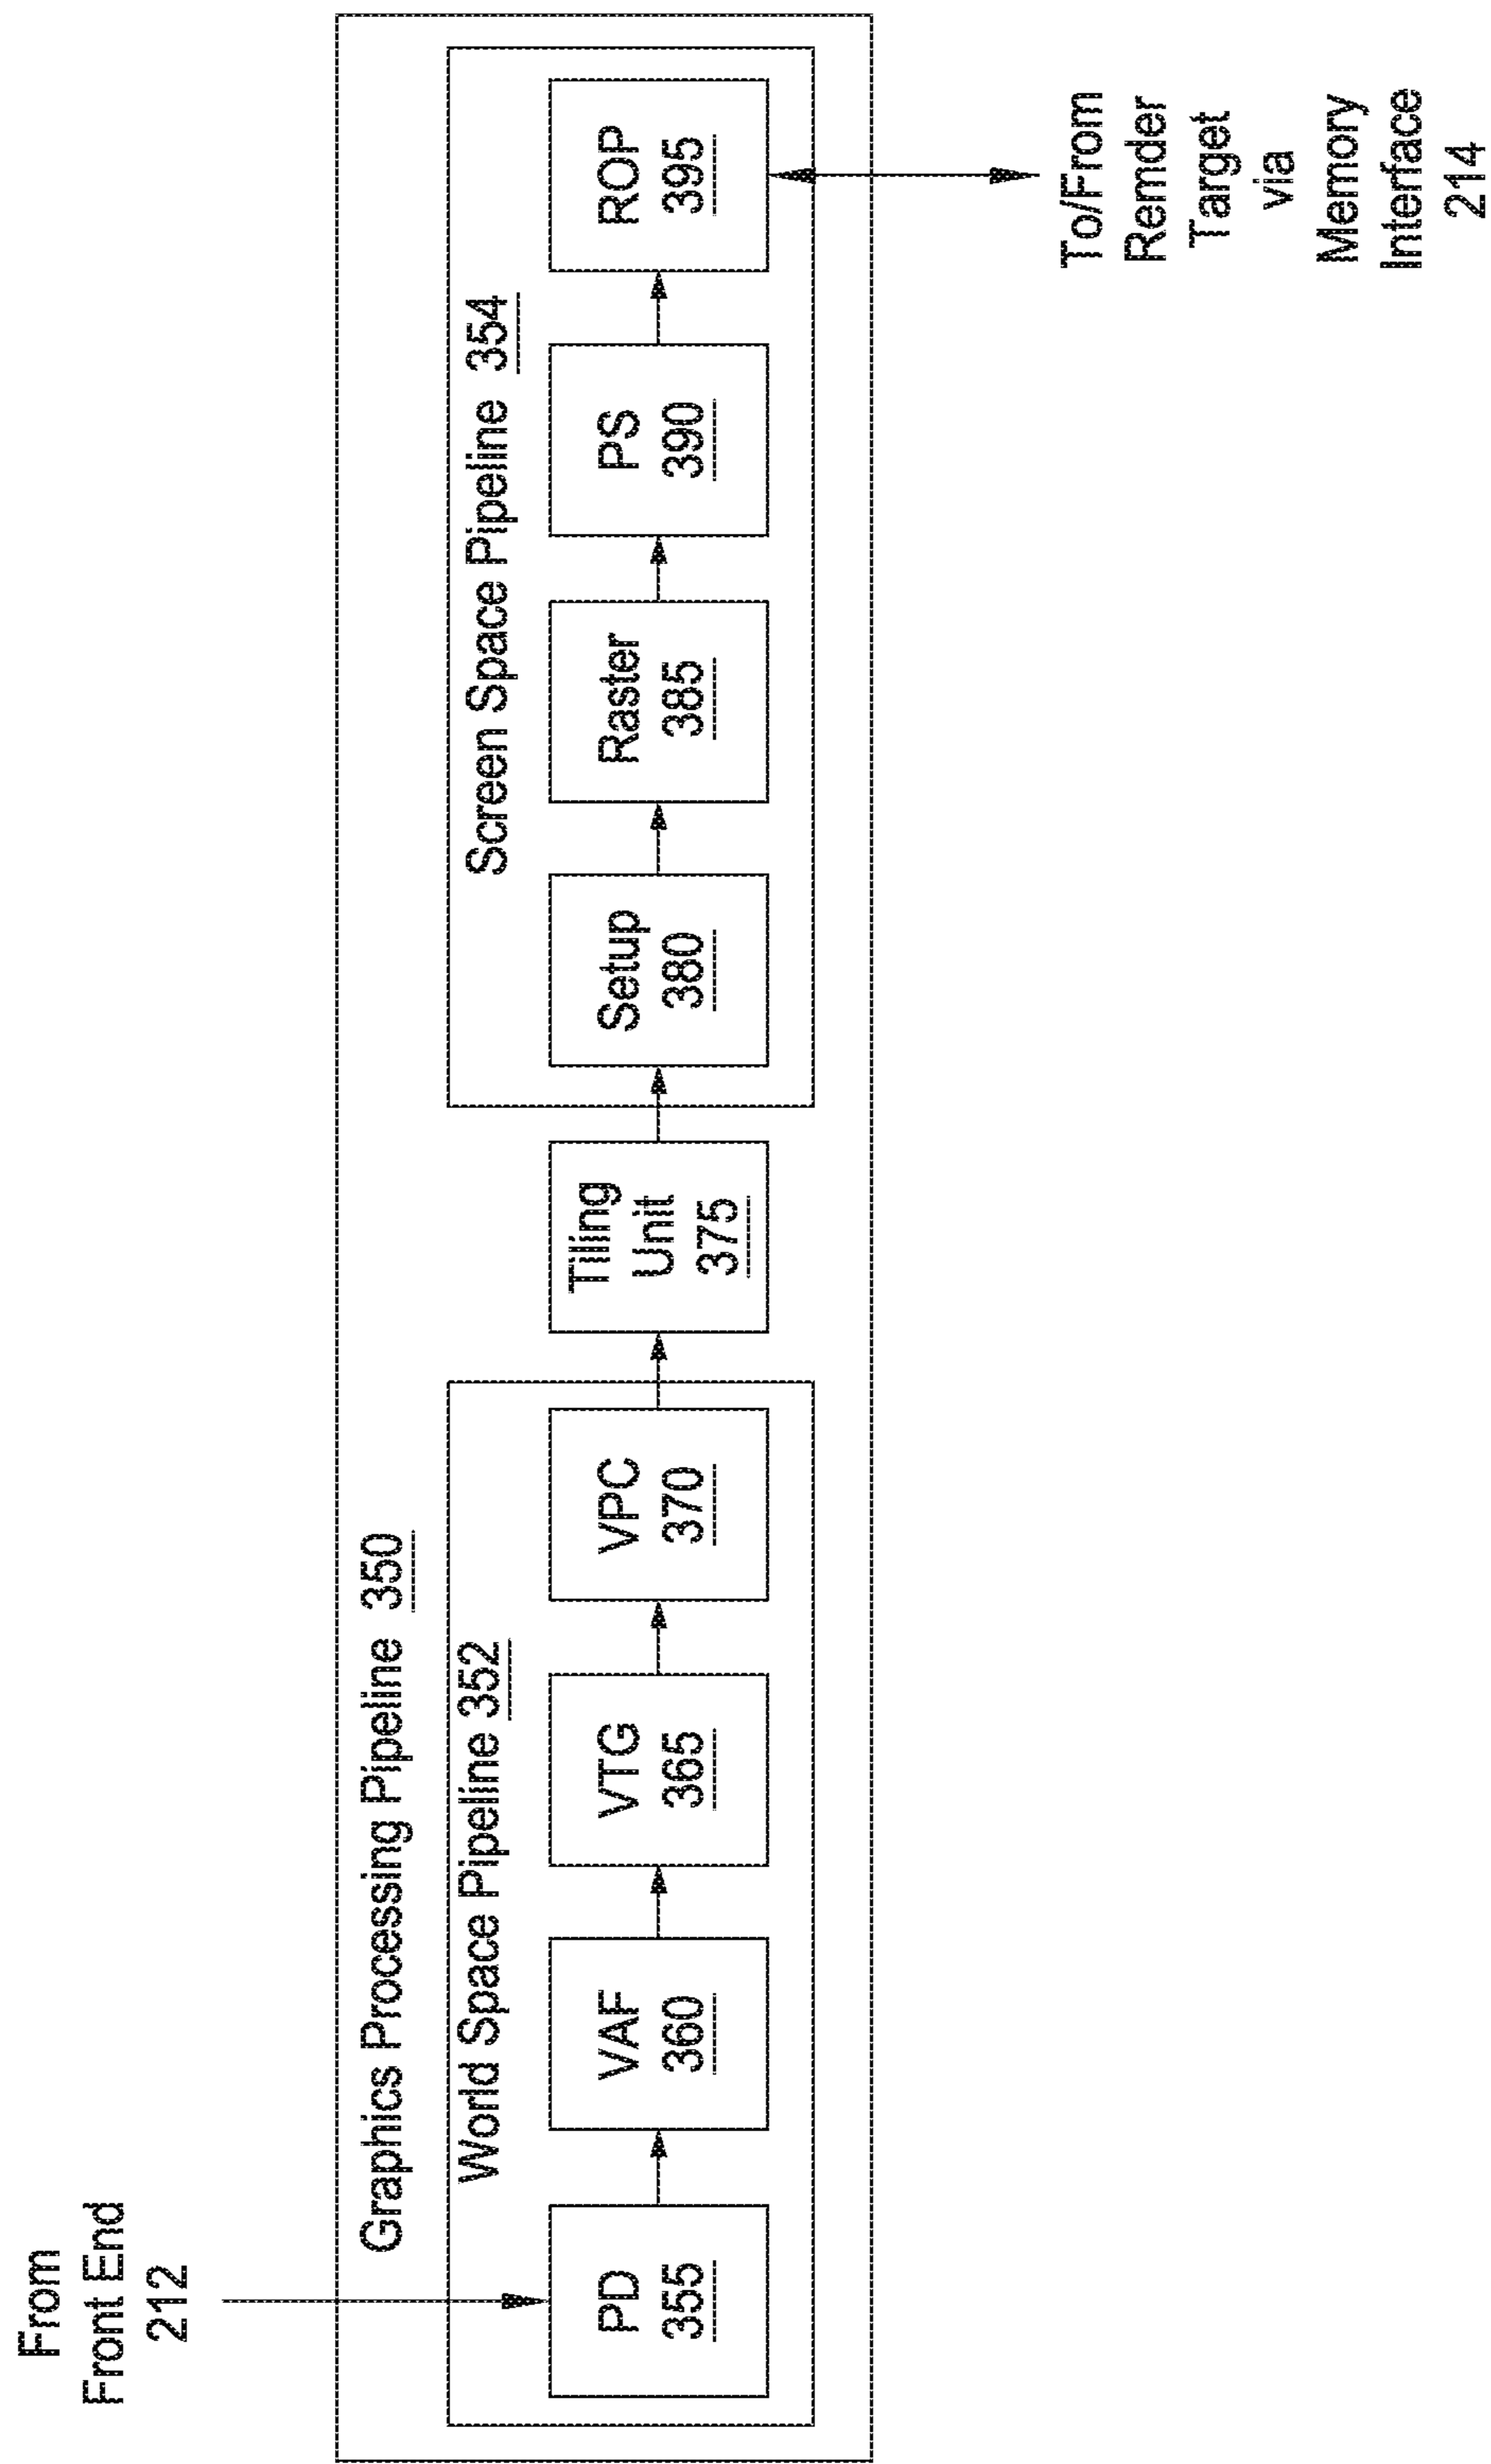 From
Front End
212
Graphics Processing Pipeline 350
World Space Pipeline 352
PD
355
VAF
360
VTG
365
VPC
370
Tilling
Unit
375
Screen Space Pipeline 354
Setup
380
Raster
385
PS
390
ROP
395
To/From
Remder
Target
via
Memory
Interface
214